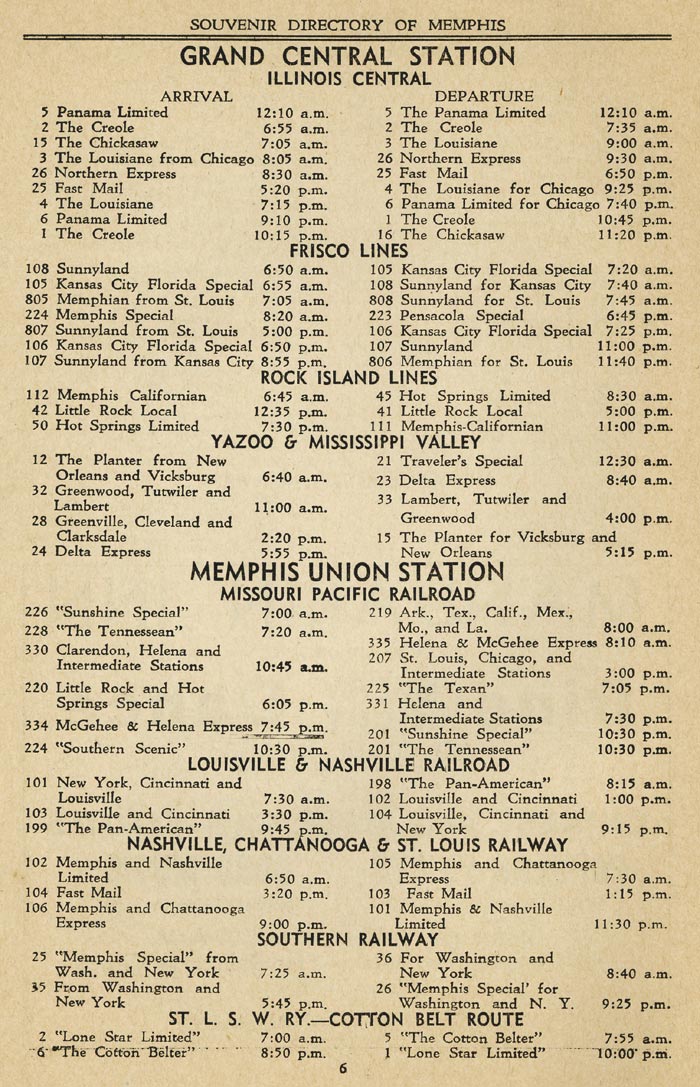 SOUVENIR DIRECTORY OF MEMPHIS
GRAND CENTRAL STATION
ILLINOIS CENTRAL
ARRIVAL
5 Panama Limited 12:10 a.m.
2 The Creole 6:55 a.m.
15 The Chickasaw 7:05 a.m.
3 The Louisiane from Chicago 8:05 a.m.
26 Northern Express 8:30 a.m.
25 Fast Mail 5:20 p.m.
4 The Louisiane 7:15 p.m.
6 Panama Limited 9:10 p.m.
1 The Creole 10:15 p.m.
DEPARTURE
5 The Panama Limited 12:10 a.m.
2 The Creole 7:35 a.m.
3 The Louisiane 9:00 a.m.
26 Northern Express 9:30 a.m.
25 Fast Mail 6:50 p.m.
4 The Louisiane for Chicago 9:25 p.m.
6 Panama Limited for Chicago 7:40 p.m.
1 The Creole 10:45 p.m.
16 The Chickasaw 11:20 p.m.
FRISCO LINES
108 Sunnyland 6:50 a.m.
105 Kansas City Florida Special 6:55 a.m.
805 Memphian from St. Louis 7:05 a.m.
224 Memphis Special 8:20 a.m.
807 Sunnyland from St. Louis 5:00 p.m.
106 Kansas City Florida Special 6:50 p.m.
107 Sunnyland from Kansas City 8:55 p.m.
105 Kansas City Florida Special 7:20 a.m.
108 Sunnyland for Kansas City 7:40 a.m.
808 Sunnyland for St. Louis 7:45 a.m.
223 Pensacola Special 6:45 p.m.
106 Kansas City Florida Special 7:25 p.m.
107 Sunnyland 11:00 p.m.
806 Memphian for St. Louis 11:40 p.m.
ROCK ISLAND LINES
112 Memphis Californian 6:45 a.m.
42 Little Rock Local 12:35 p.m.
50 Hot Springs Limited 7:30 p.m.
45 Hot Springs Limited 8:30 a.m.
41 Little Rock Local 5:00 p.m.
111 Memphis-Californian 11:00 p.m.
YAZOO & MISSISSIPPI VALLEY
12 The Planter from New
Orleans and Vicksburg 6:40 a.m.
32 Greenwood, Tutwiler and
Lambert 11:00 a.m.
28 Greenville, Cleveland and
Clarksdale 2:20 p.m.
24 Delta Express 5:55 p.m.
21 Traveler's Special 12:30 a.m.
23 Delta Express 8:40 a.m.
33 Lambert, Tutwiler and
Greenwood 4:00 p.m.
15 The Planter for Vicksburg and
New Orleans 5:15 p.m.
MEMPHIS UNION STATION
MISSOURI PACIFIC RAILROAD
226 "Sunshine Special" 7:00 a.m.
228 "The Tennessean" 7:20 a.m.
330 Clarendon, Helena and
Intermediate Stations 10:45 a.m.
220 Little Rock and Hot
Springs Special 6:05 p.m.
334 McGehee & Helena Express 7:45 p.m.
224 "Southern Scenic" 10:30 p.m.
219 Ark., Tex., Calif., Mex.,
Mo., and La. 8:00 a.m.
335 Helena & McGehee Express 8:10 a.m.
207 St. Louis, Chicago, and
Intermediate Stations 3:00 p.m.
225 "The Texan" 7:05 p.m.
331 Helena and
Intermediate Stations 7:30 p.m.
201 "Sunshine Special" 10:30 p.m.
201 "The Tennessean" 10:30 p.m.
LOUISVILLE & NASHVILLE RAILROAD
101 New York, Cincinnati and
Louisville 7:30 a.m.
103 Louisville and Cincinnati 3:30 p.m.
199 "The Pan-American" 9:45 p.m.
198 "The Pan-American" 8:15 a.m.
102 Louisville and Cincinnati 1:00 p.m.
104 Louisville, Cincinnati and
New York 9:15 p.m.
NASHVILLE, CHATTANOOGA & ST. LOUIS RAILWAY
102 Memphis and Nashville
Limited 6:50 a.m.
104 Fast Mail 3:20 p.m.
106 Memphis and Chattanooga
Express 9:00 p.m.
105 Memphis and Chattanooga
Express 7:30 a.m.
103 Fast Mail 1:15 p.m.
101 Memphis & Nashville
Limited 11:30 p.m.
SOUTHERN RAILWAY
25 "Memphis Special" from
Wash. and New York 7:25 a.m.
35 From Washington and
New York 5:45 p.m.
36 For Washington and
New York 8:40 a.m.
26 "Memphis Special' for
Washington and N. Y. 9:25 p.m.
ST. L. S. W. RY.—COTTON BELT ROUTE
2 "Lone Star Limited" 7:00 a.m.
6 "The Cotton Belter" 8:50 p.m.
5 "The Cotton Belter" 7:55 a.m.
1 "Lone Star Limited" 10:00 p.m.
6